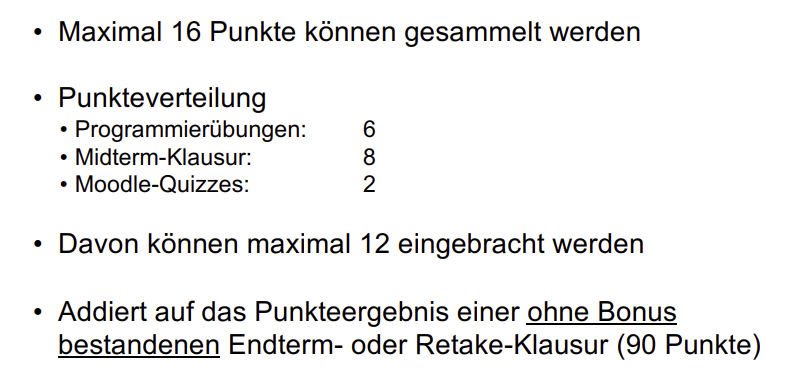 • Maximal 16 Punkte können gesammelt werden
• Punkteverteilung
• Programmierübungen: 6
• Midterm-Klausur: 8
• Moodle-Quizzes: 2
• Davon können maximal 12 eingebracht werden
• Addiert auf das Punkteergebnis einer ohne Bonus
bestandenen Endterm- oder Retake-Klausur (90 Punkte)